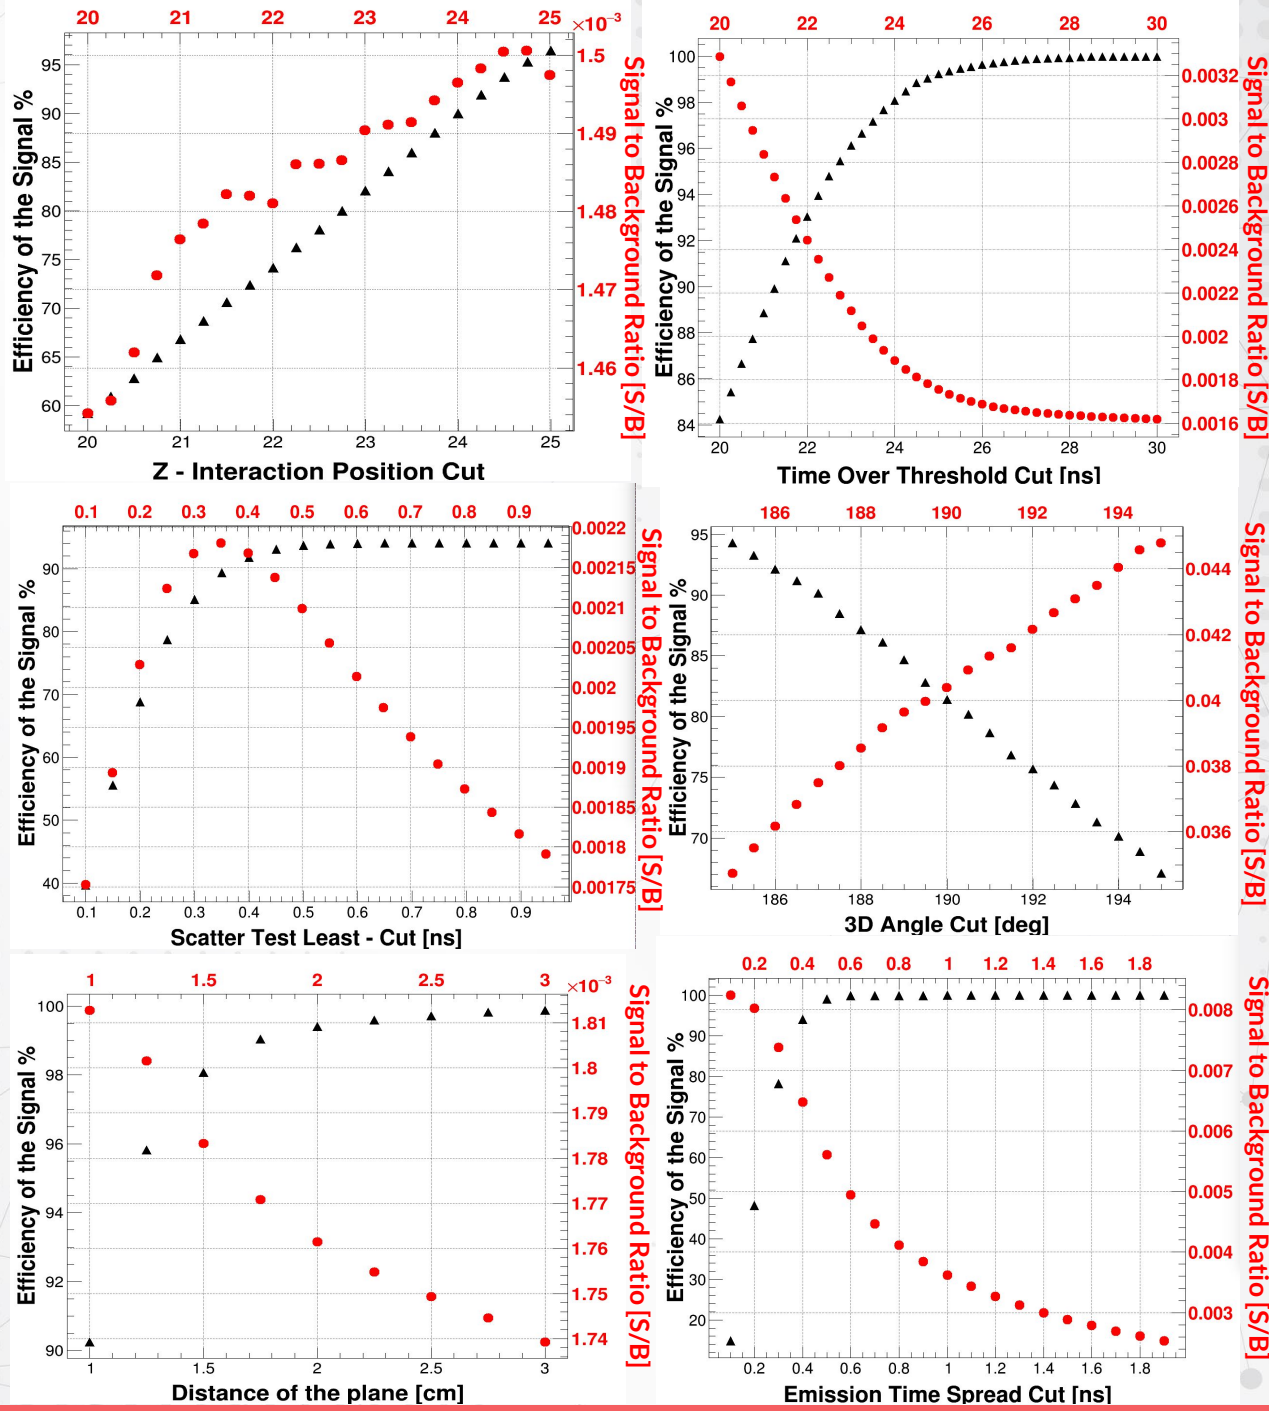 20 21 22 23 24 25
×10⁻³
95
90
85
80
75
70
65
60
Efficiency of the Signal %
1.5
1.49
1.48
1.47
1.46
Signal to Background Ratio [S/B]
20 21 22 23 24 25
Z - Interaction Position Cut
20 22 24 26 28 30
100
98
96
94
92
90
88
86
84
Efficiency of the Signal %
0.0032
0.003
0.0028
0.0026
0.0024
0.0022
0.002
0.0018
0.0016
Signal to Background Ratio [S/B]
20 22 24 26 28 30
Time Over Threshold Cut [ns]
0.1 0.2 0.3 0.4 0.5 0.6 0.7 0.8 0.9
90
80
70
60
50
40
Efficiency of the Signal %
0.0022
0.00215
0.0021
0.00205
0.002
0.00195
0.0019
0.00185
0.0018
0.00175
Signal to Background Ratio [S/B]
0.1 0.2 0.3 0.4 0.5 0.6 0.7 0.8 0.9
Scatter Test Least - Cut [ns]
186 188 190 192 194
95
90
85
80
75
70
Efficiency of the Signal %
0.044
0.042
0.04
0.038
0.036
Signal to Background Ratio [S/B]
186 188 190 192 194
3D Angle Cut [deg]
1 1.5 2 2.5 3
×10⁻³
100
98
96
94
92
90
Efficiency of the Signal %
1.81
1.8
1.79
1.78
1.77
1.76
1.75
1.74
Signal to Background Ratio [S/B]
1 1.5 2 2.5 3
Distance of the plane [cm]
0.2 0.4 0.6 0.8 1 1.2 1.4 1.6 1.8
100
90
80
70
60
50
40
30
20
Efficiency of the Signal %
0.008
0.007
0.006
0.005
0.004
0.003
Signal to Background Ratio [S/B]
0.2 0.4 0.6 0.8 1 1.2 1.4 1.6 1.8
Emission Time Spread Cut [ns]